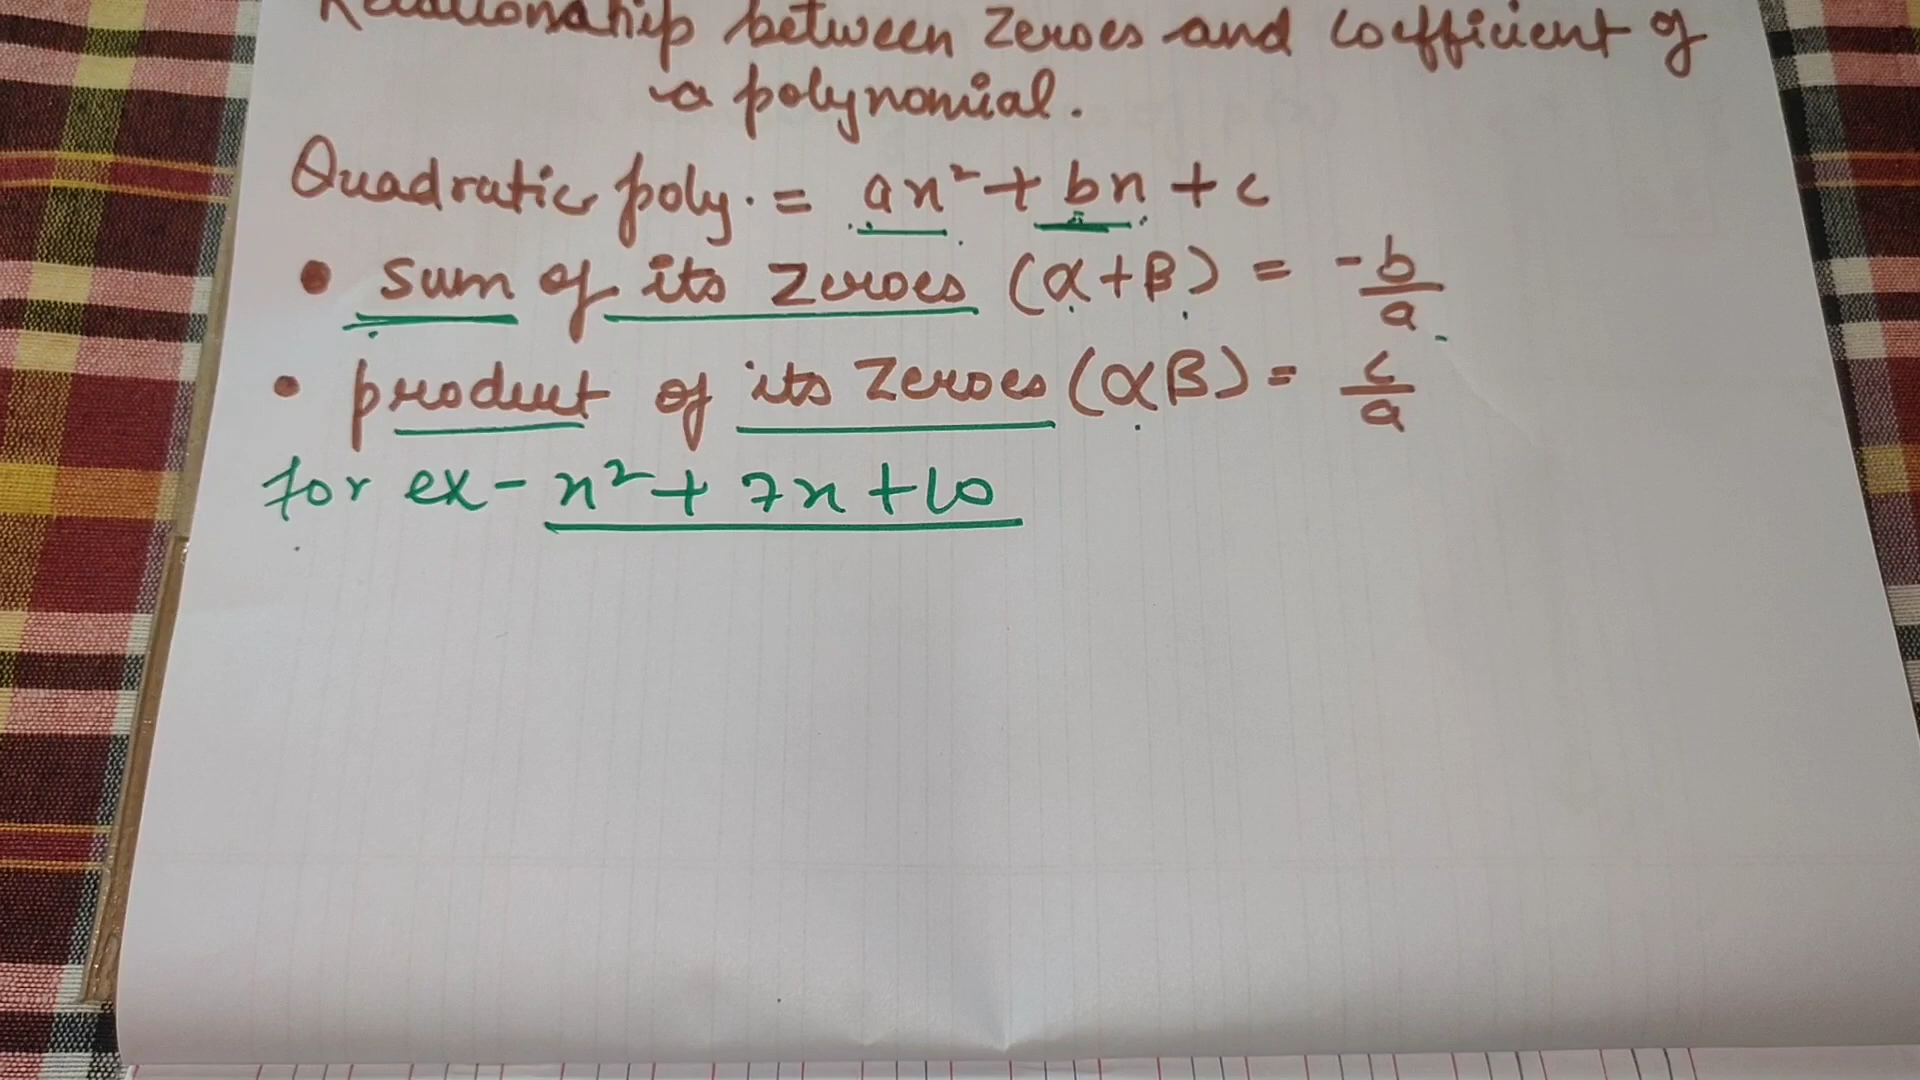 Relationship between zeroes and coefficient of
a polynomial.
Quadratic poly. = ax² + bx + c
• sum of its zeroes (α+β) = -b/a
• product of its zeroes (αβ) = c/a
for ex - x² + 7x + 10